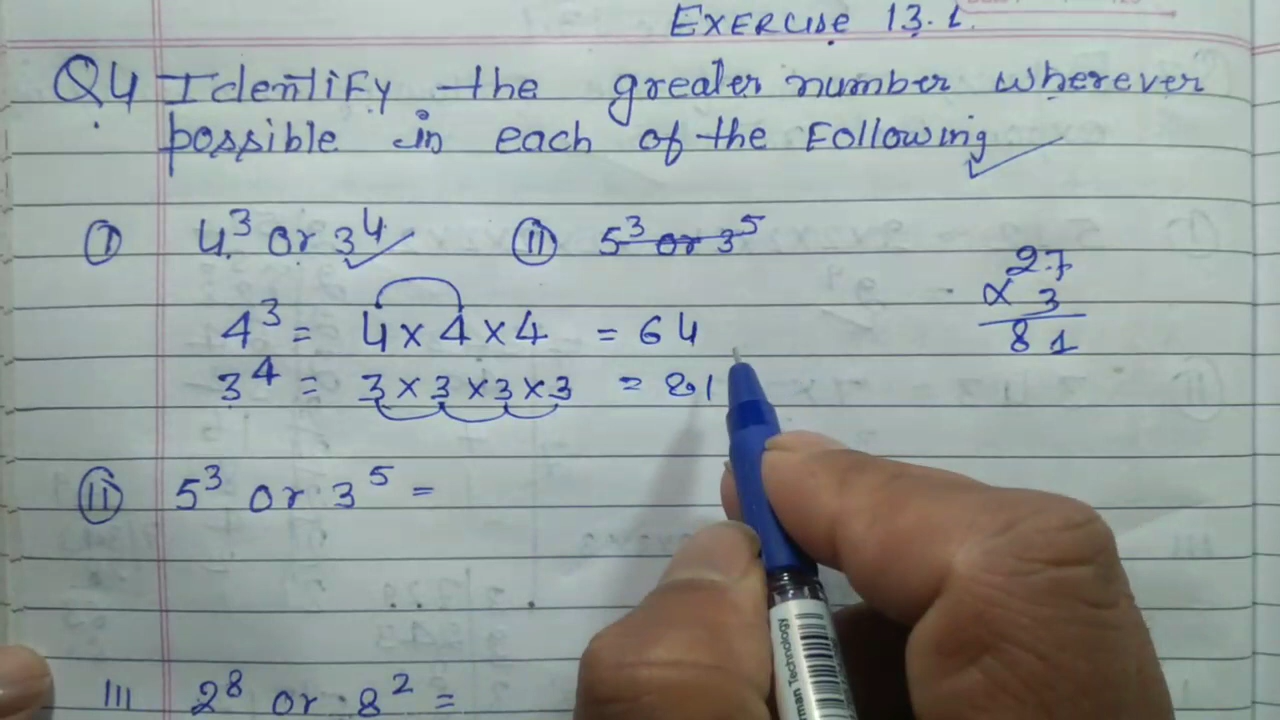 EXERCISE 13.1
Q4 Identify the greater number wherever
possible in each of the Following
(I) 4³ or 3⁴ (II) 5³ or 3⁵
4³ = 4 × 4 × 4 = 64
3⁴ = 3 × 3 × 3 × 3 = 81
27
× 3
81
(II) 5³ or 3⁵ =
III 2⁸ or 8² =
rman Technology